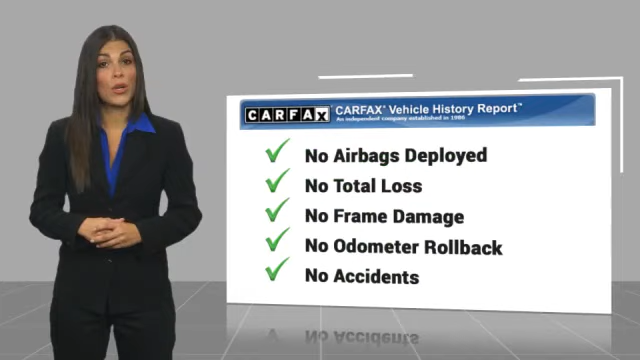 CARFAX CARFAX® Vehicle History Report™
An independent company established in 1986
No Airbags Deployed
No Total Loss
No Frame Damage
No Odometer Rollback
No Accidents